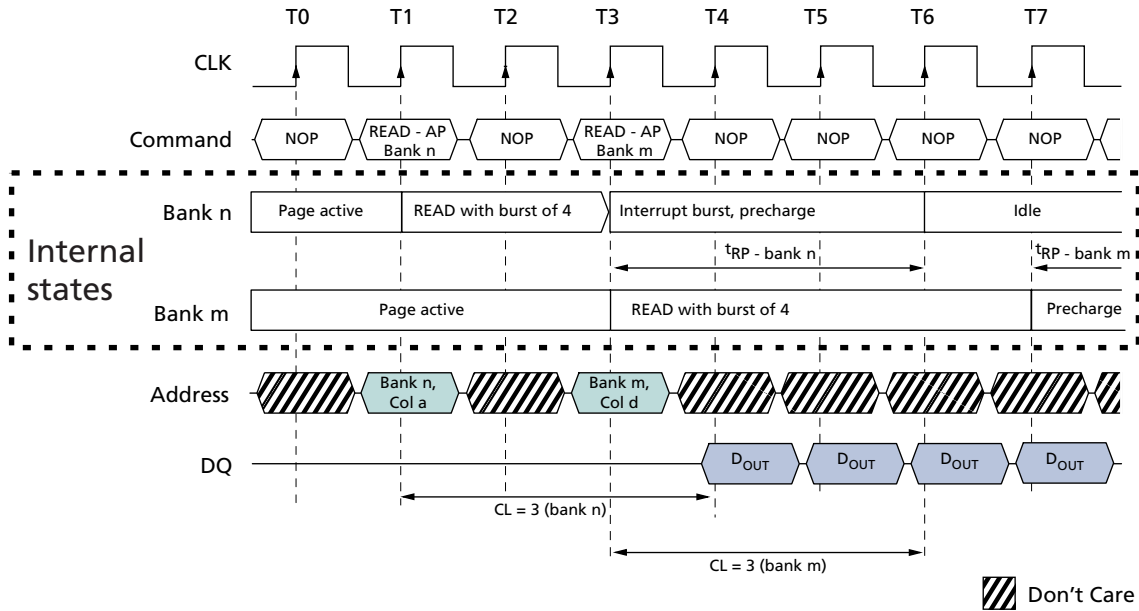 T0 T1 T2 T3 T4 T5 T6 T7
CLK
Command NOP READ - AP Bank n NOP READ - AP Bank m NOP NOP NOP NOP
Internal states
Bank n Page active READ with burst of 4 Interrupt burst, precharge Idle
tRP - bank n tRP - bank m
Bank m Page active READ with burst of 4 Precharge
Address Bank n, Col a Bank m, Col d
DQ DOUT DOUT DOUT DOUT
CL = 3 (bank n)
CL = 3 (bank m)
Don't Care